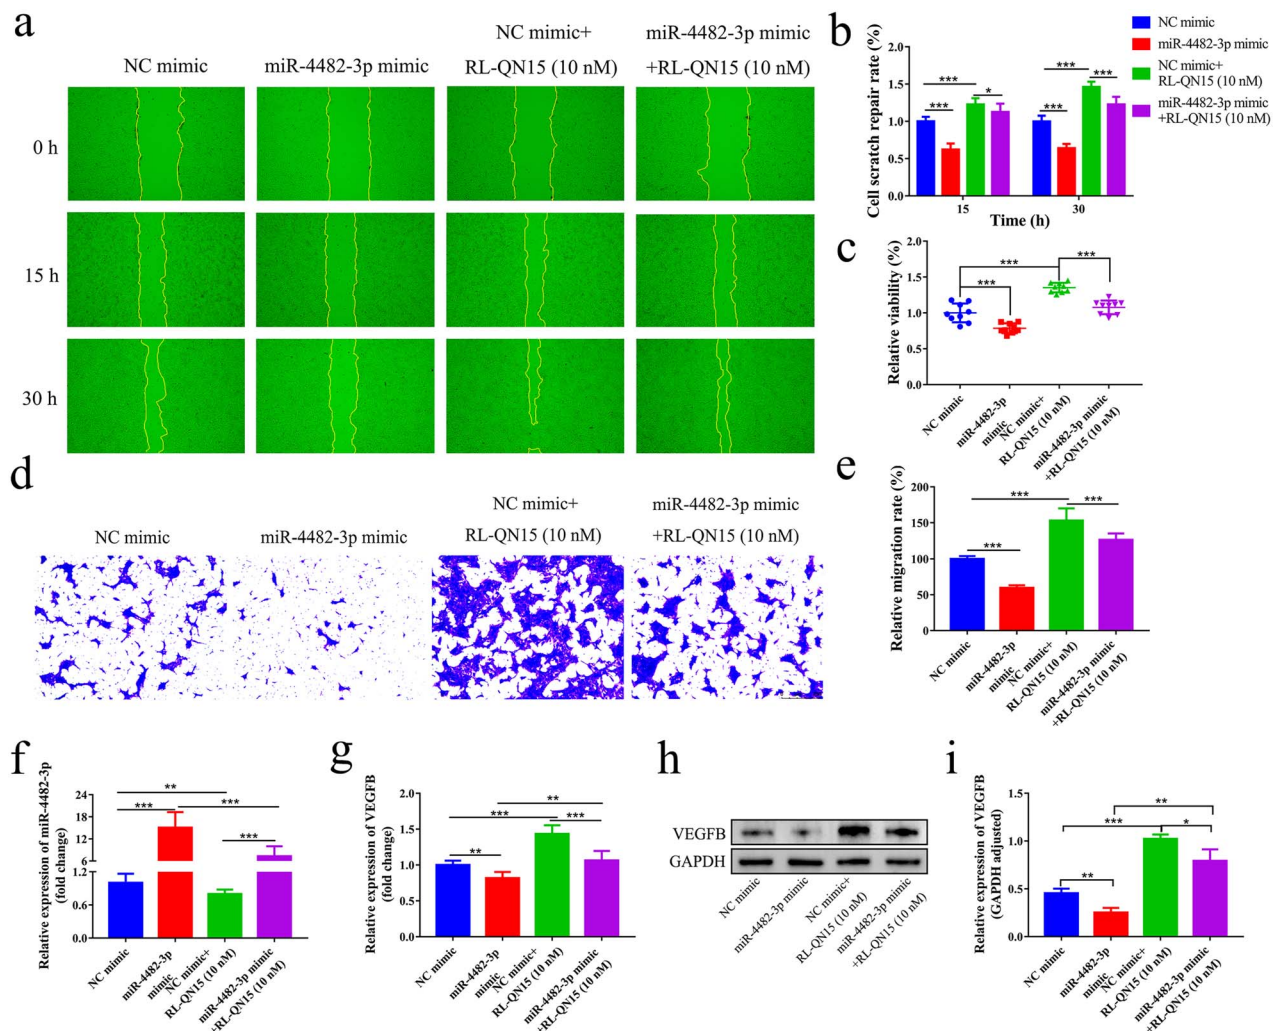 a
NC mimic
miR-4482-3p mimic
NC mimic+
RL-QN15 (10 nM)
miR-4482-3p mimic
+RL-QN15 (10 nM)
0 h
15 h
30 h
b
Cell scratch repair rate (%)
2.0
1.5
1.0
0.5
0.0
***
***
*
***
***
***
15
30
Time (h)
NC mimic
miR-4482-3p mimic
NC mimic+
RL-QN15 (10 nM)
miR-4482-3p mimic
+RL-QN15 (10 nM)
c
Relative viability (%)
2.0
1.5
1.0
0.5
0.0
***
***
***
NC mimic
miR-4482-3p
mimic
NC mimic+
RL-QN15 (10 nM)
miR-4482-3p mimic
+RL-QN15 (10 nM)
d
NC mimic
miR-4482-3p mimic
NC mimic+
RL-QN15 (10 nM)
miR-4482-3p mimic
+RL-QN15 (10 nM)
e
Relative migration rate (%)
200
150
100
50
0
***
***
***
NC mimic
miR-4482-3p
mimic
NC mimic+
RL-QN15 (10 nM)
miR-4482-3p mimic
+RL-QN15 (10 nM)
f
Relative expression of miR-4482-3p
(fold change)
24
18
12
6
1.2
0.6
0.0
**
***
***
***
NC mimic
miR-4482-3p
mimic
NC mimic+
RL-QN15 (10 nM)
miR-4482-3p mimic
+RL-QN15 (10 nM)
g
Relative expression of VEGFB
(fold change)
2.0
1.5
1.0
0.5
0.0
**
***
***
**
NC mimic
miR-4482-3p
mimic
NC mimic+
RL-QN15 (10 nM)
miR-4482-3p mimic
+RL-QN15 (10 nM)
h
VEGFB
GAPDH
NC mimic
miR-4482-3p mimic
NC mimic+
RL-QN15 (10 nM)
miR-4482-3p mimic
+RL-QN15 (10 nM)
i
Relative expression of VEGFB
(GAPDH adjusted)
1.5
1.0
0.5
0.0
**
***
*
**
NC mimic
miR-4482-3p
mimic
NC mimic+
RL-QN15 (10 nM)
miR-4482-3p mimic
+RL-QN15 (10 nM)